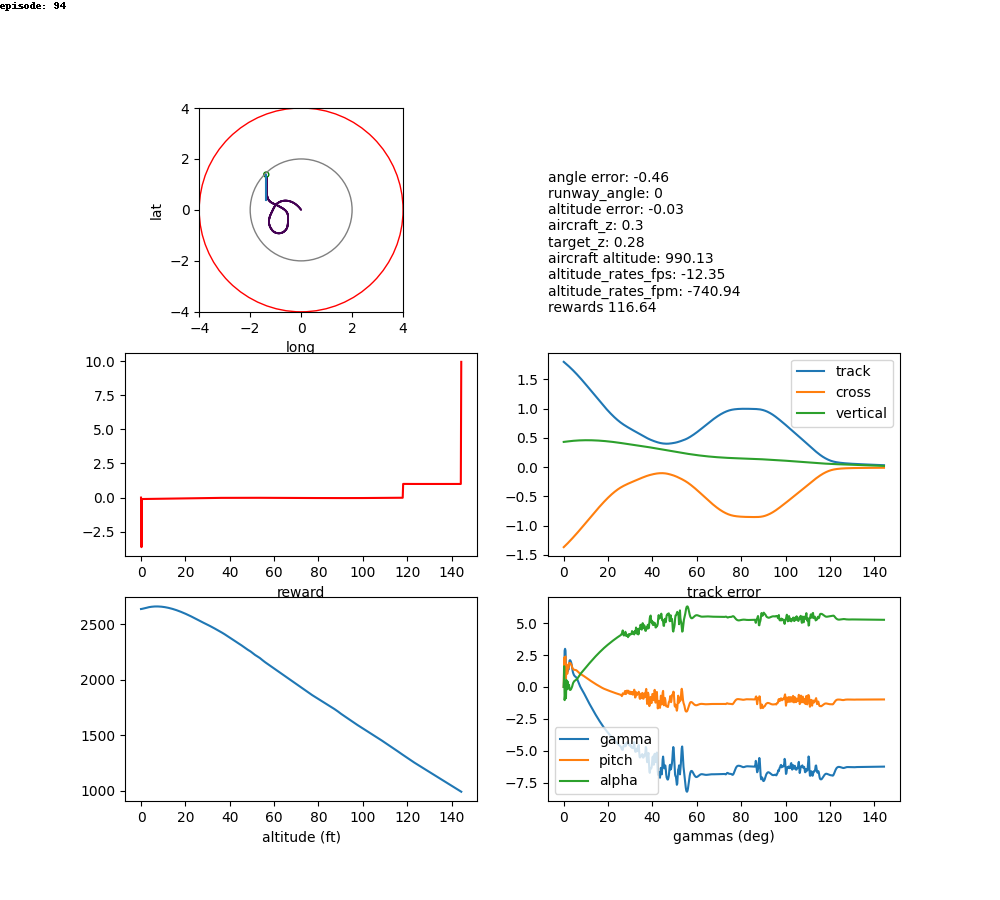 episode: 94
4
2
0
−2
−4
lat
−4 −2 0 2 4
long
angle error: -0.46
runway_angle: 0
altitude error: -0.03
aircraft_z: 0.3
target_z: 0.28
aircraft altitude: 990.13
altitude_rates_fps: -12.35
altitude_rates_fpm: -740.94
rewards 116.64
10.0
7.5
5.0
2.5
0.0
−2.5
0 20 40 60 80 100 120 140
reward
1.5
1.0
0.5
0.0
−0.5
−1.0
−1.5
track
cross
vertical
0 20 40 60 80 100 120 140
track error
2500
2000
1500
1000
0 20 40 60 80 100 120 140
altitude (ft)
5.0
2.5
0.0
−2.5
−5.0
−7.5
gamma
pitch
alpha
0 20 40 60 80 100 120 140
gammas (deg)